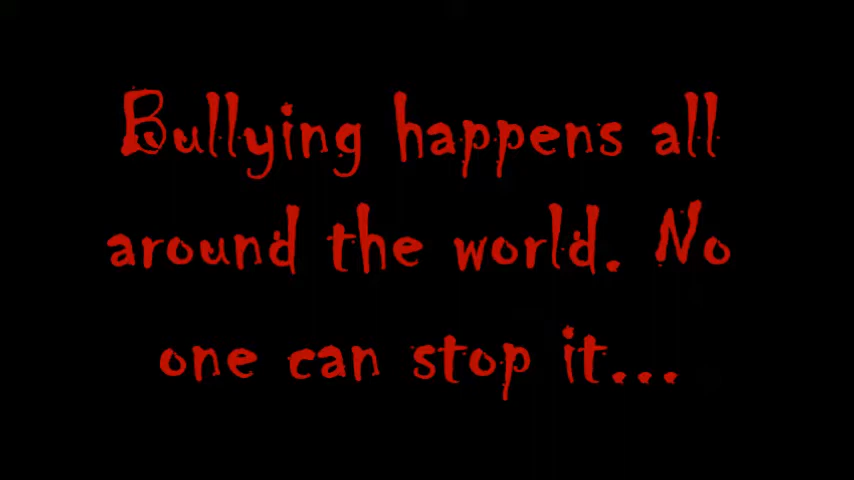 Bullying happens all
around the world. No
one can stop it...